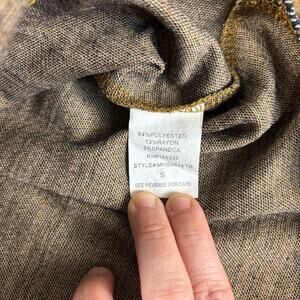 84%POLYESTER
13%RAYON
3%SPANDEX
S
SEE REVERSE FOR CARE